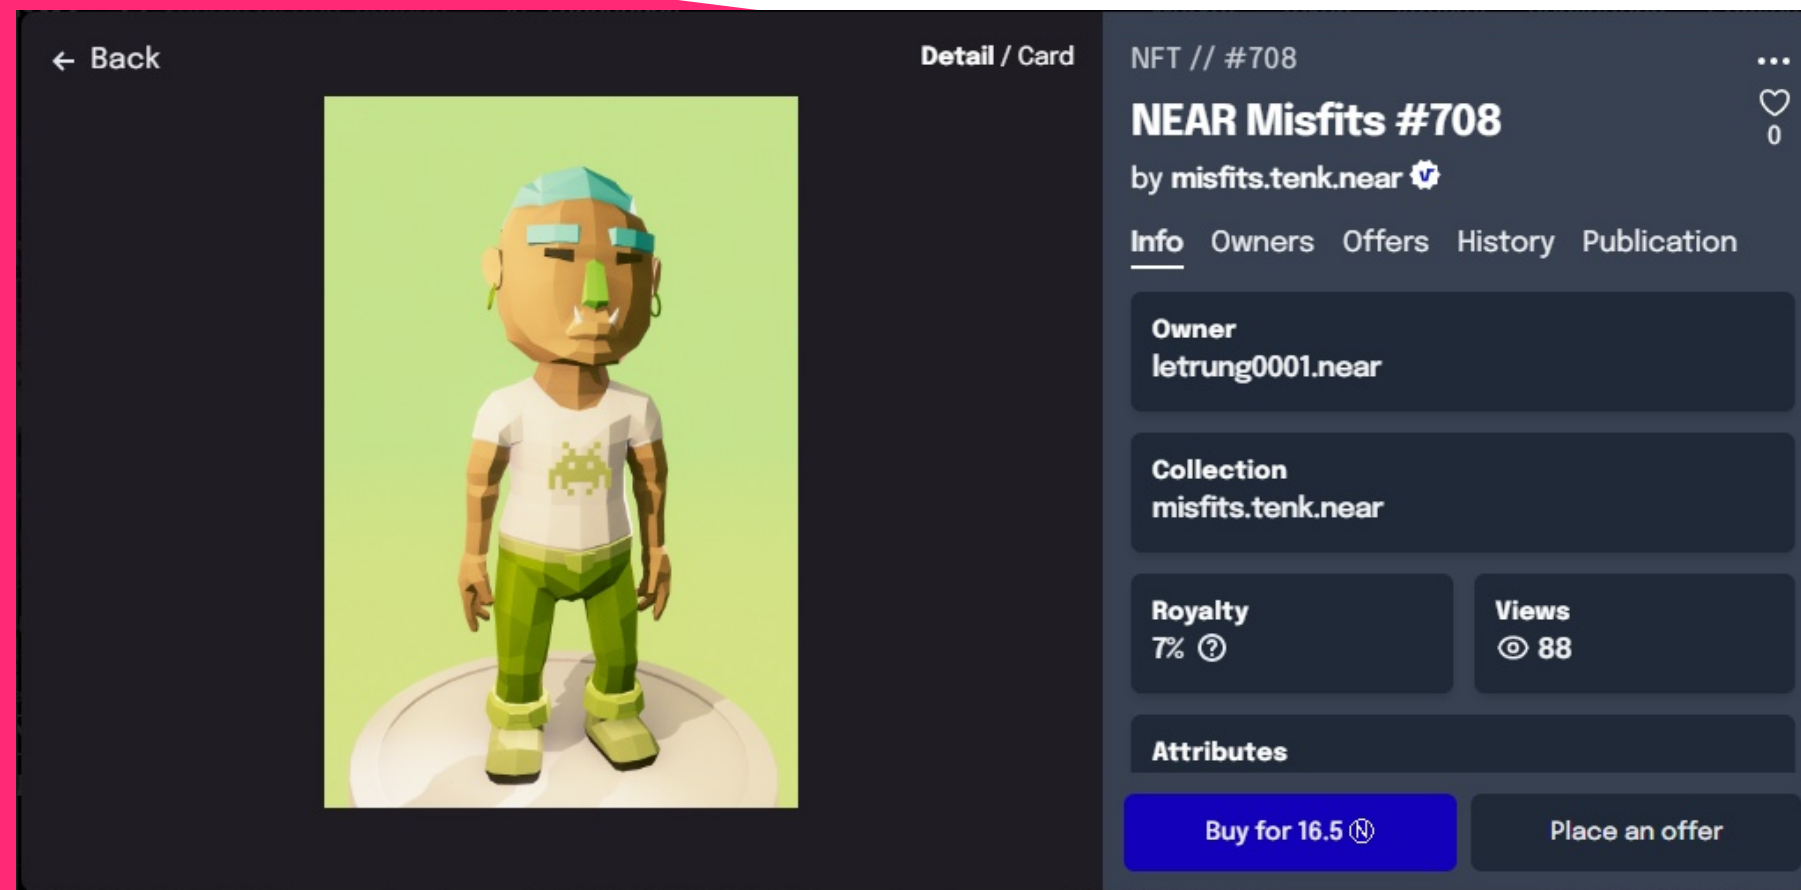 ← Back
Detail / Card
NFT // #708
NEAR Misfits #708
0
by misfits.tenk.near
Info Owners Offers History Publication
Owner
letrung0001.near
Collection
misfits.tenk.near
Royalty
7%
Views
88
Attributes
Buy for 16.5 Ⓝ
Place an offer